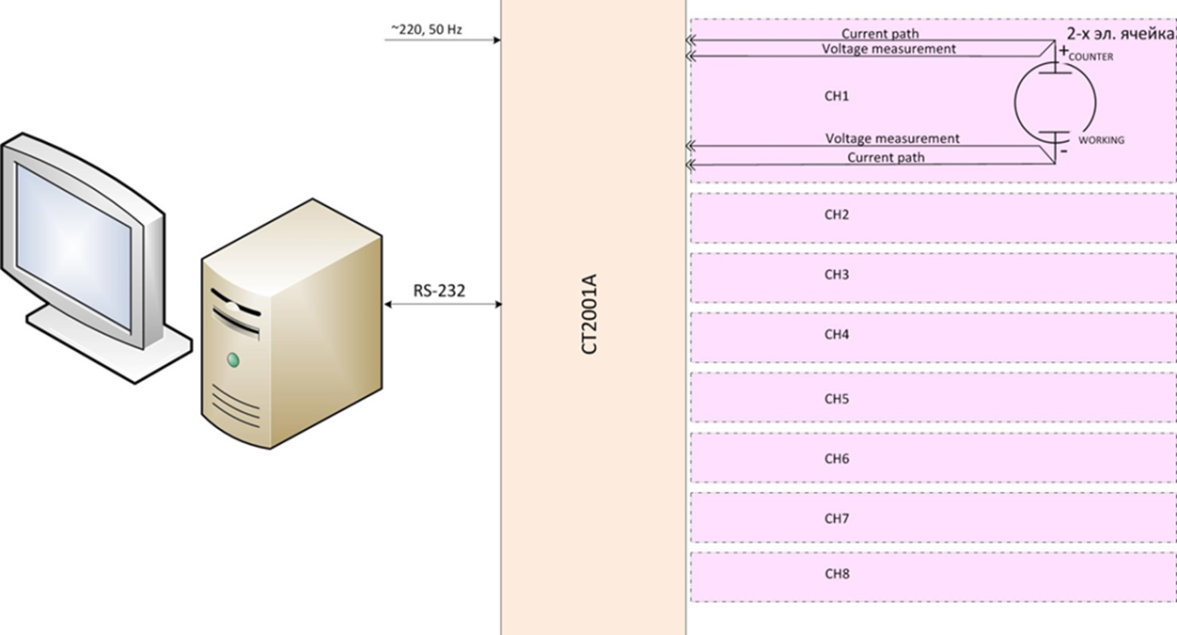 ~220, 50 Hz
RS-232
CT2001A
Current path
Voltage measurement
2-х эл. ячейка
+
COUNTER
CH1
Voltage measurement
WORKING
-
Current path
CH2
CH3
CH4
CH5
CH6
CH7
CH8